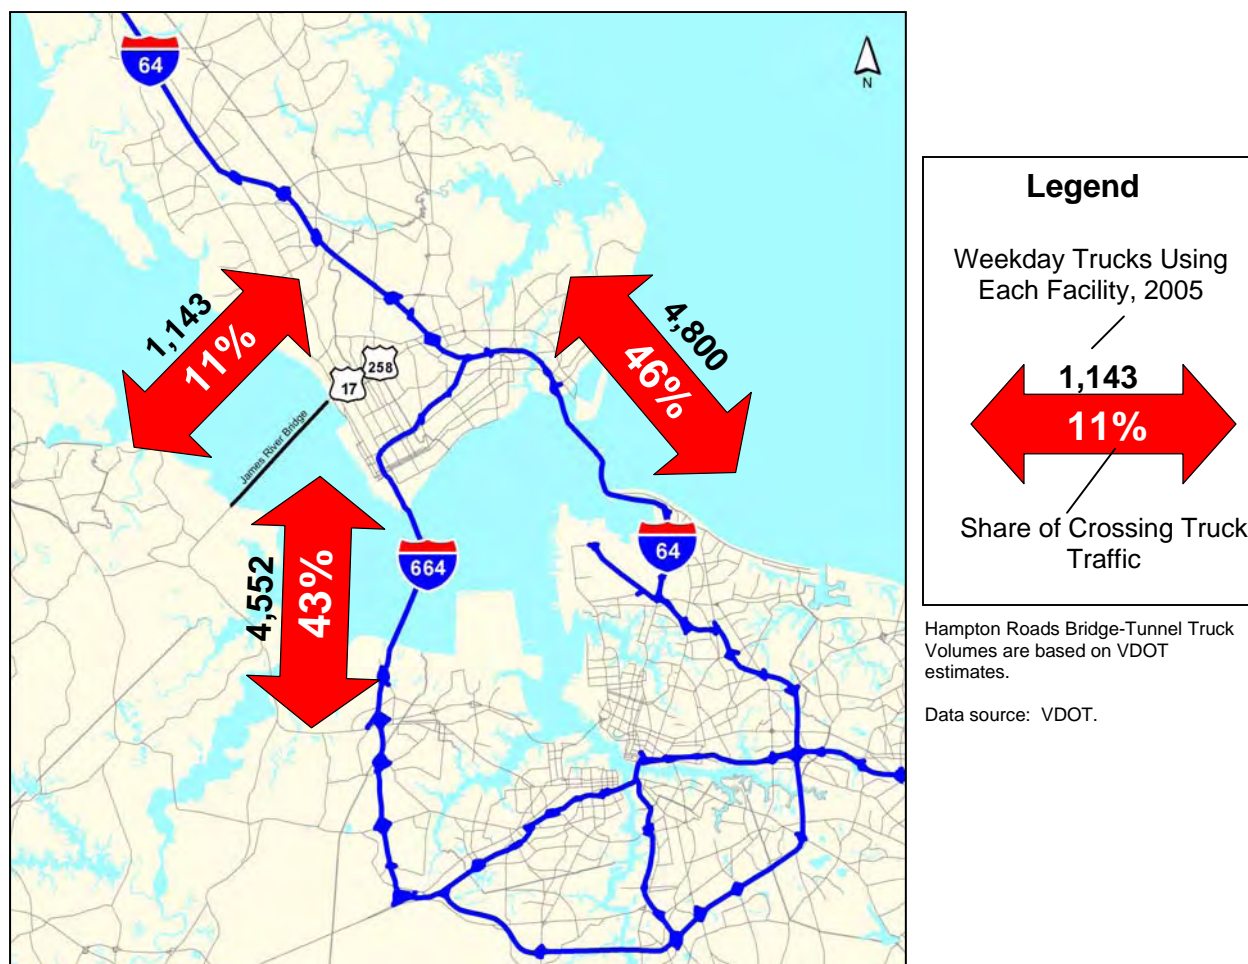 64
N
1,143
11%
4,800
46%
258
17
James River Bridge
4,552
43%
664
64
Legend
Weekday Trucks Using
Each Facility, 2005
1,143
11%
Share of Crossing Truck
Traffic
Hampton Roads Bridge-Tunnel Truck
Volumes are based on VDOT
estimates.
Data source: VDOT.